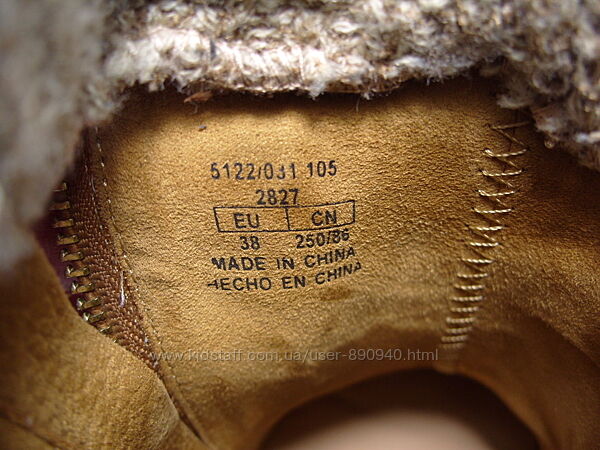 5122/031 105
2827
EU CN
38 250/86
MADE IN CHINA
HECHO EN CHINA
www.kidstaff.com.ua/user-890940.html